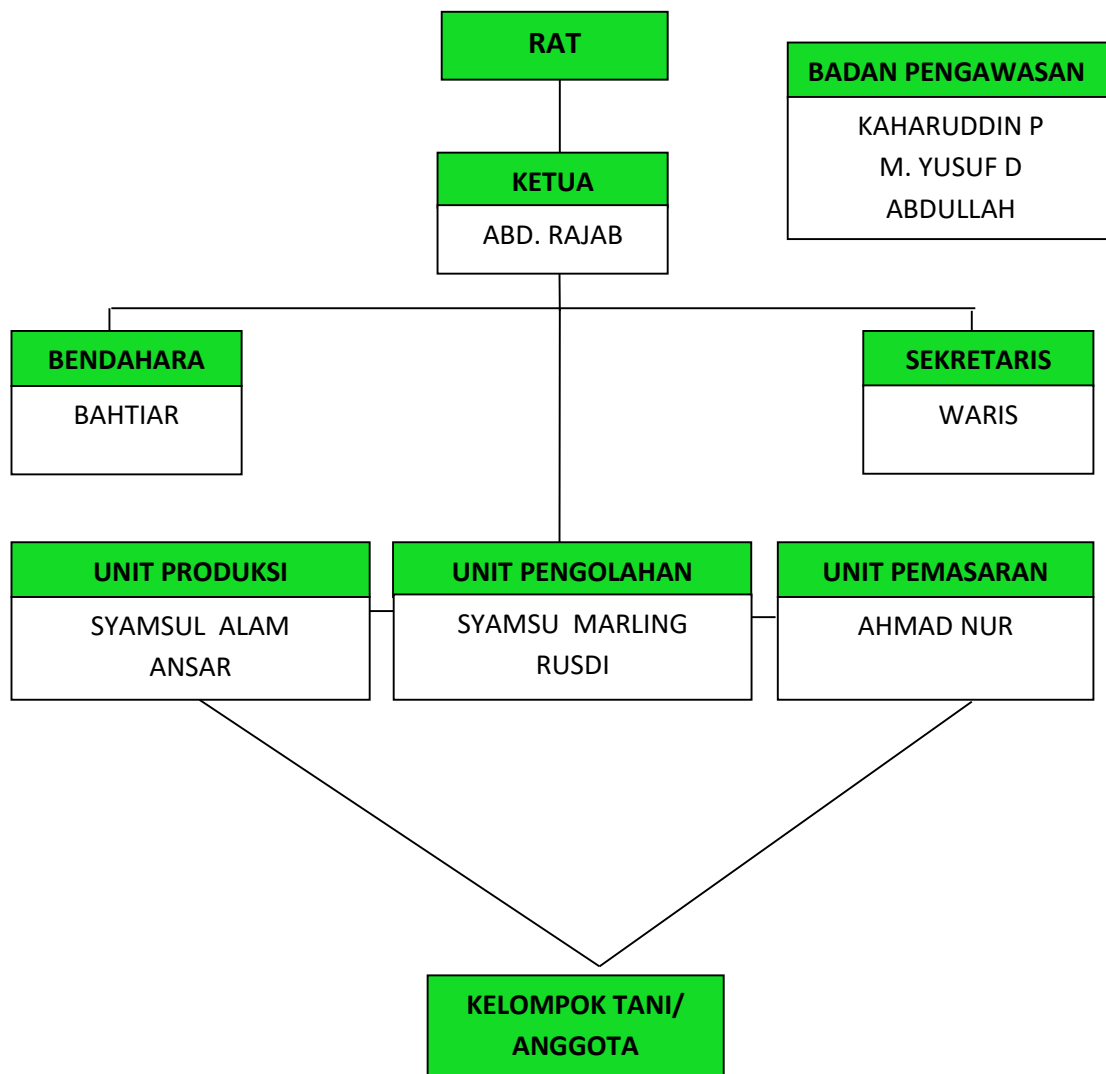 RAT
BADAN PENGAWASAN
KAHARUDDIN P
M. YUSUF D
ABDULLAH
KETUA
ABD. RAJAB
BENDAHARA
BAHTIAR
SEKRETARIS
WARIS
UNIT PRODUKSI
SYAMSUL ALAM
ANSAR
UNIT PENGOLAHAN
SYAMSU MARLING
RUSDI
UNIT PEMASARAN
AHMAD NUR
KELOMPOK TANI/
ANGGOTA